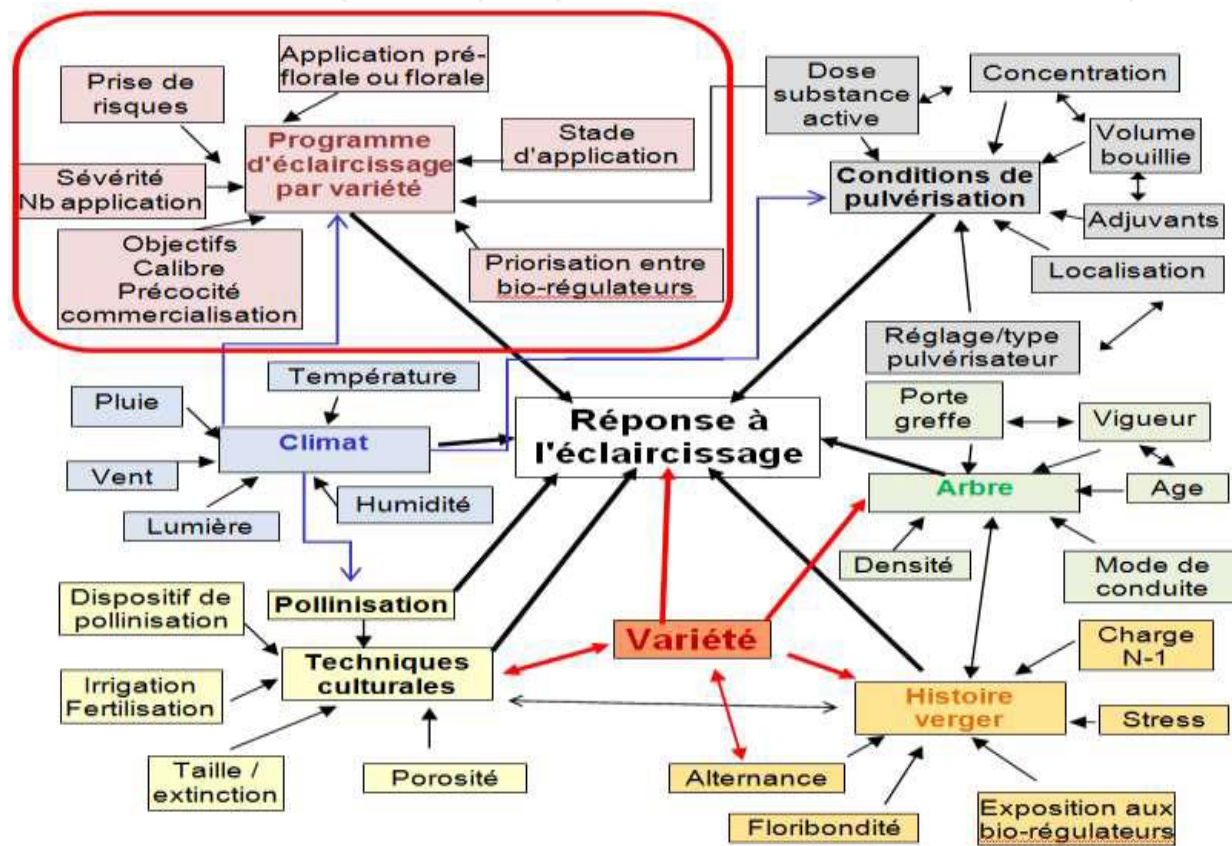 Application pré-
florale ou florale
Prise de
risques
Programme
d'éclaircissage
par variété
Stade
d'application
Sévérité
Nb application
Objectifs
Calibre
Précocité
commercialisation
Priorisation entre
bio-régulateurs
Dose
substance
active
Concentration
Volume
bouillie
Conditions de
pulvérisation
Adjuvants
Localisation
Réglage/type
pulvérisateur
Température
Pluie
Climat
Vent
Lumière
Humidité
Réponse à
l'éclaircissage
Porte
greffe
Vigueur
Arbre
Age
Densité
Mode de
conduite
Dispositif de
pollinisation
Pollinisation
Techniques
culturales
Irrigation
Fertilisation
Taille /
extinction
Porosité
Variété
Charge
N-1
Histoire
verger
Stress
Alternance
Floribondité
Exposition aux
bio-régulateurs